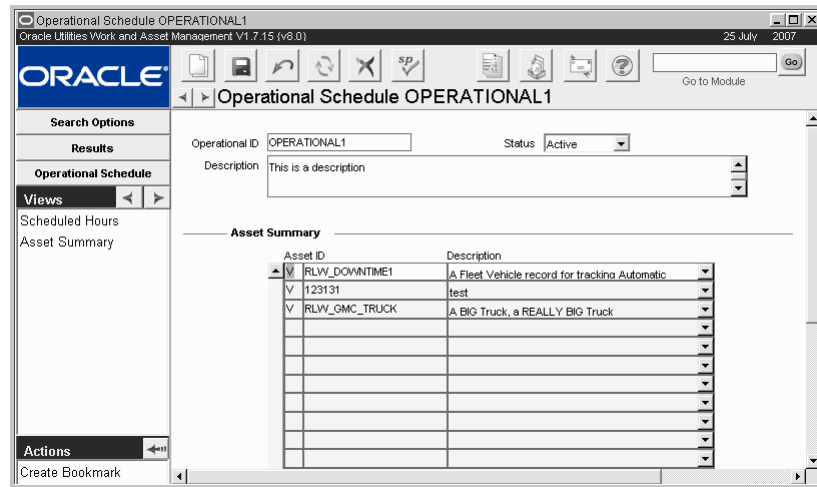 Operational Schedule OPERATIONAL1
Oracle Utilities Work and Asset Management V1.7.15 {v8.0} 25 July 2007
ORACLE
sp
Go
Go to Module
Operational Schedule OPERATIONAL1
Search Options
Results
Operational Schedule
Views
Scheduled Hours
Asset Summary
Operational ID OPERATIONAL1 Status Active
Description This is a description
Asset Summary
Asset ID Description
V RLW_DOWNTIME1 A Fleet Vehicle record for tracking Automatic
V 123131 test
V RLW_GMC_TRUCK A BIG Truck, a REALLY BIG Truck
Actions
Create Bookmark